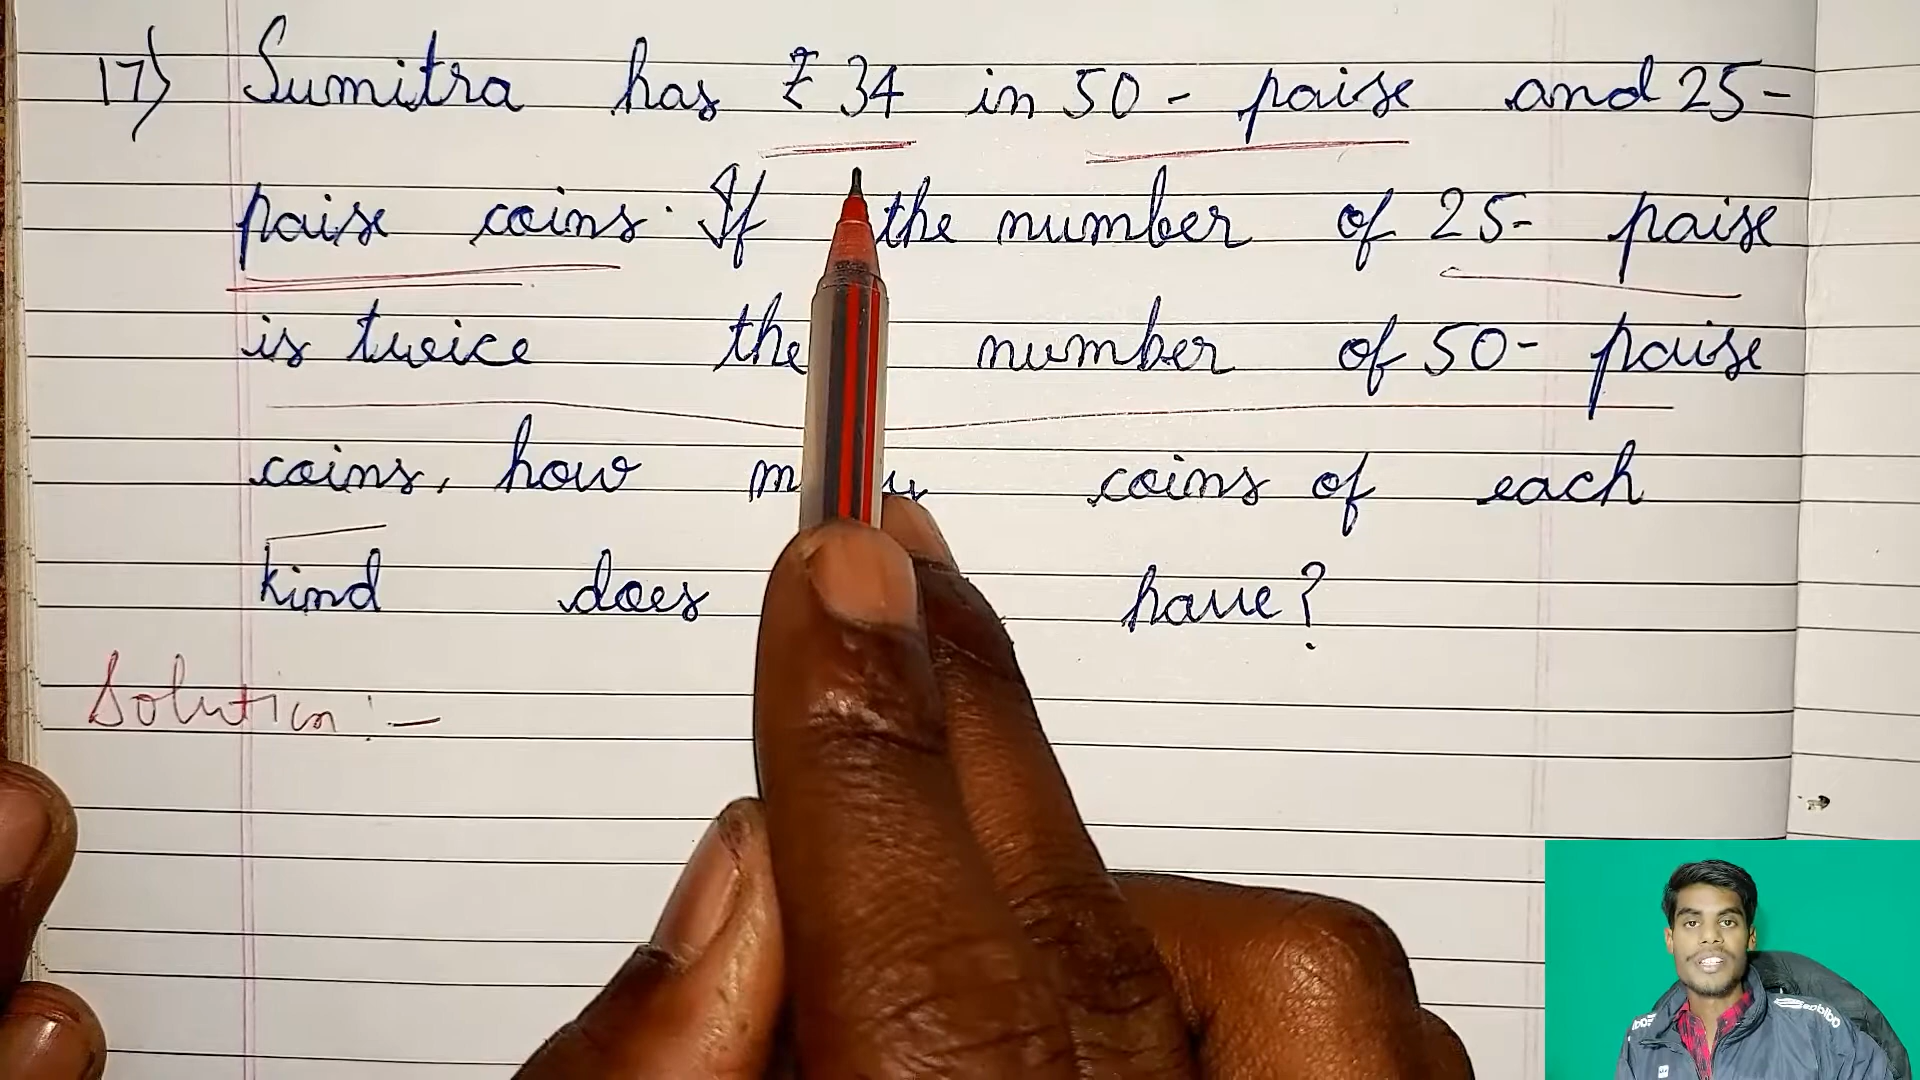 17) Sumitra has ₹ 34 in 50 - paise and 25 -
paise coins. If the number of 25 - paise
is twice the number of 50 - paise
coins, how coins of each
kind does have?
Solution :-